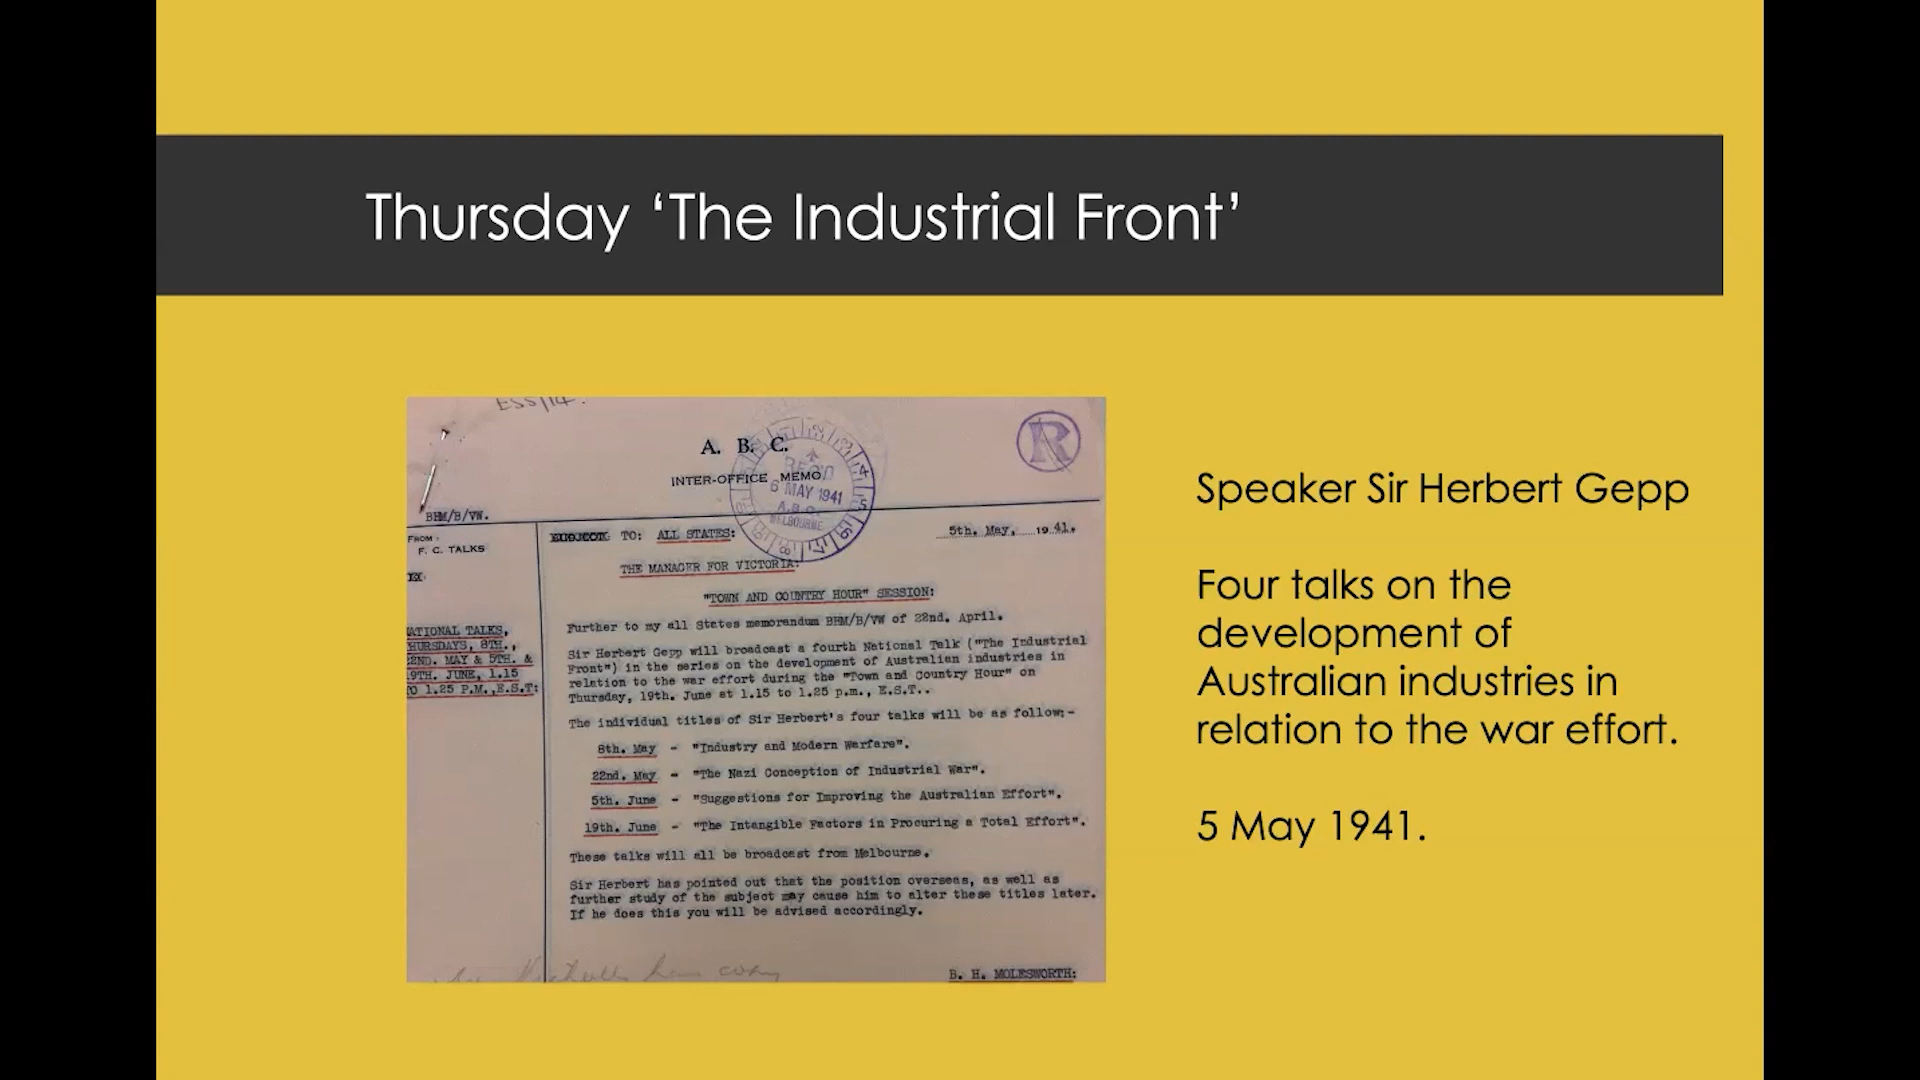 Thursday ‘The Industrial Front’
ESS/14.
A. B. C.
INTER-OFFICE MEMO
REC'D
6 MAY 1941
A.B.C.
MELBOURNE
R
BHM/B/VW.
FROM
F. C. TALKS
NATIONAL TALKS,
THURSDAYS, 8TH.,
22ND. MAY & 5TH. &
19TH. JUNE, 1.15
TO 1.25 P.M., E.S.T:
TO: ALL STATES:
5th. May, 1941.
THE MANAGER FOR VICTORIA:
"TOWN AND COUNTRY HOUR" SESSION:
Further to my all States memorandum BHM/B/VW of 22nd. April.
Sir Herbert Gepp will broadcast a fourth National Talk ("The Industrial
Front") in the series on the development of Australian industries in
relation to the war effort during the "Town and Country Hour" on
Thursday, 19th. June at 1.15 to 1.25 p.m., E.S.T..
The individual titles of Sir Herbert's four talks will be as follow:-
8th. May - "Industry and Modern Warfare".
22nd. May - "The Nazi Conception of Industrial War".
5th. June - "Suggestions for Improving the Australian Effort".
19th. June - "The Intangible Factors in Procuring a Total Effort".
These talks will all be broadcast from Melbourne.
Sir Herbert has pointed out that the position overseas, as well as
further study of the subject may cause him to alter these titles later.
If he does this you will be advised accordingly.
B. H. MOLESWORTH:
Speaker Sir Herbert Gepp
Four talks on the
development of
Australian industries in
relation to the war effort.
5 May 1941.